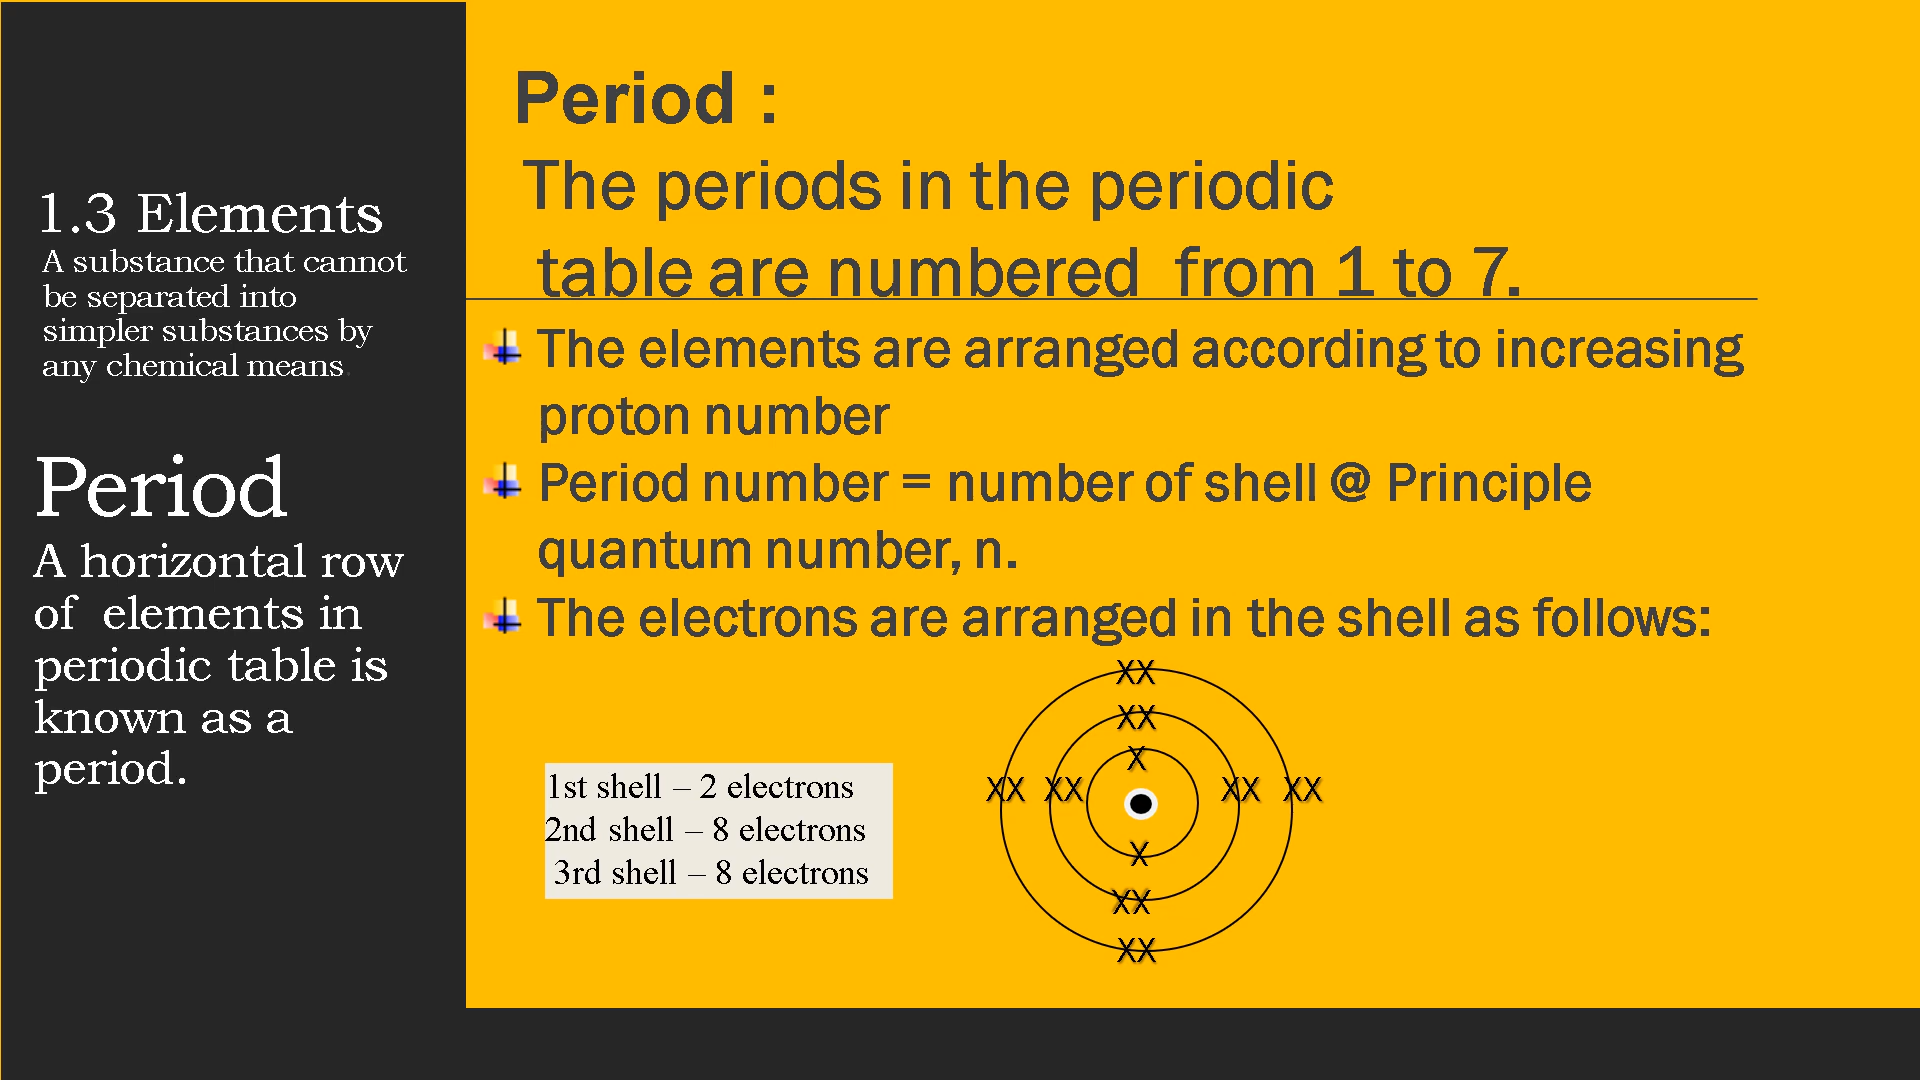 1.3 Elements
A substance that cannot
be separated into
simpler substances by
any chemical means.
Period
A horizontal row
of elements in
periodic table is
known as a
period.
Period :
The periods in the periodic
table are numbered from 1 to 7.
The elements are arranged according to increasing
proton number
Period number = number of shell @ Principle
quantum number, n.
The electrons are arranged in the shell as follows:
1st shell – 2 electrons
2nd shell – 8 electrons
3rd shell – 8 electrons
XX
XX
X
XX XX XX XX
X
XX
XX